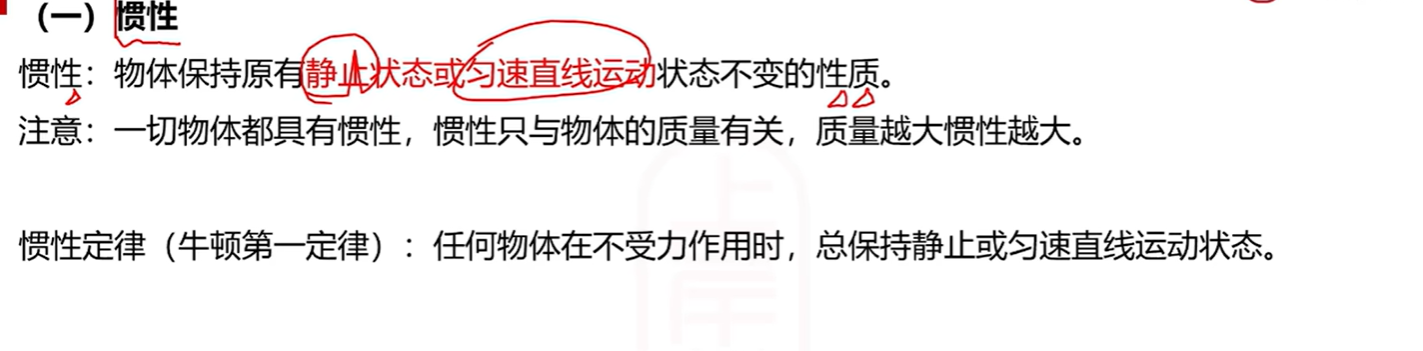 （一）惯性
惯性：物体保持原有静止状态或匀速直线运动状态不变的性质。
注意：一切物体都具有惯性，惯性只与物体的质量有关，质量越大惯性越大。
惯性定律（牛顿第一定律）：任何物体在不受力作用时，总保持静止或匀速直线运动状态。
上岸